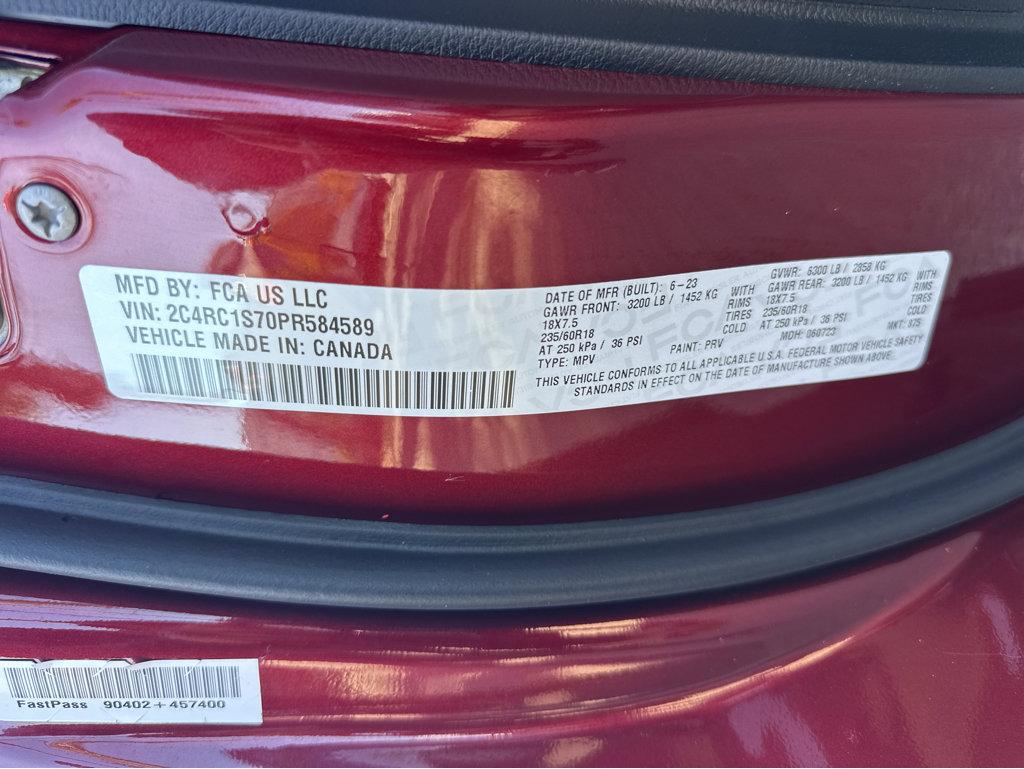 MFD BY: FCA US LLC
VIN: 2C4RC1S70PR584589
VEHICLE MADE IN: CANADA
DATE OF MFR (BUILT): 6-23
GAWR FRONT: 3200 LB / 1452 KG WITH
18X7.5 RIMS
235/60R18 TIRES
AT 250 kPa / 36 PSI COLD
TYPE: MPV
PAINT: PRV
GVWR: 6300 LB / 2858 KG
GAWR REAR: 3200 LB / 1452 KG WITH
18X7.5 RIMS
235/60R18 TIRES
AT 250 kPa / 36 PSI COLD
MDH: 060723
MKT: 875
THIS VEHICLE CONFORMS TO ALL APPLICABLE U.S.A. FEDERAL MOTOR VEHICLE SAFETY
STANDARDS IN EFFECT ON THE DATE OF MANUFACTURE SHOWN ABOVE.
FastPass 90402+457400